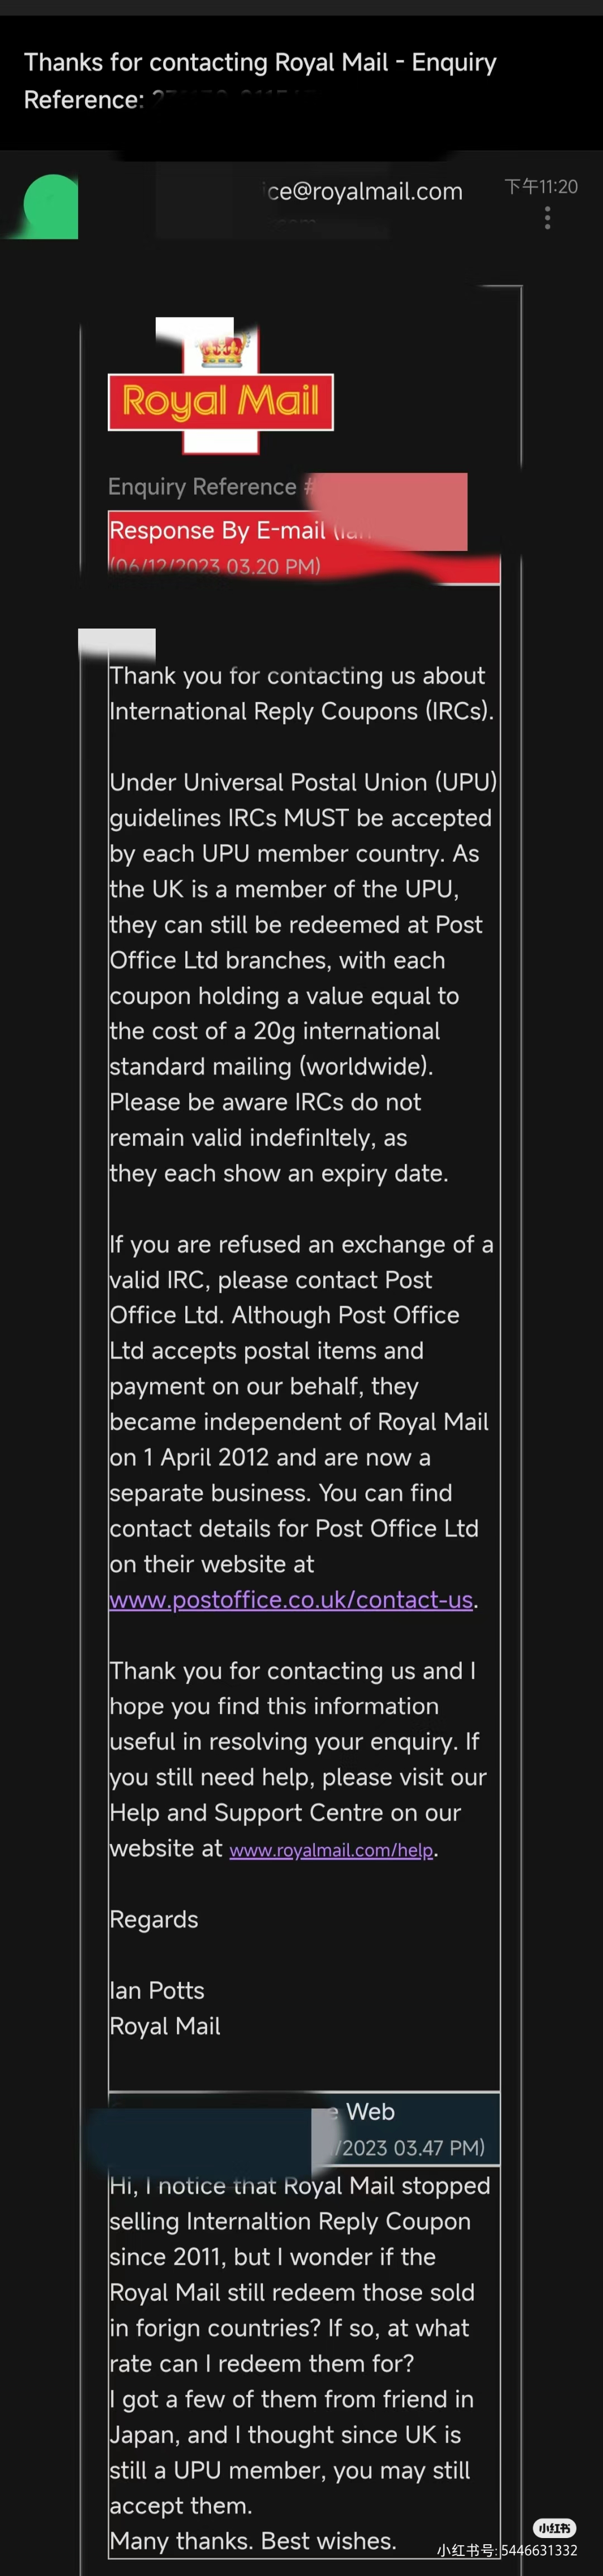 Thanks for contacting Royal Mail - Enquiry
Reference:
ice@royalmail.com
下午11:20
Royal Mail
Enquiry Reference #
Response By E-mail (Ian
(06/12/2023 03.20 PM)
Thank you for contacting us about
International Reply Coupons (IRCs).
Under Universal Postal Union (UPU)
guidelines IRCs MUST be accepted
by each UPU member country. As
the UK is a member of the UPU,
they can still be redeemed at Post
Office Ltd branches, with each
coupon holding a value equal to
the cost of a 20g international
standard mailing (worldwide).
Please be aware IRCs do not
remain valid indefinltely, as
they each show an expiry date.
If you are refused an exchange of a
valid IRC, please contact Post
Office Ltd. Although Post Office
Ltd accepts postal items and
payment on our behalf, they
became independent of Royal Mail
on 1 April 2012 and are now a
separate business. You can find
contact details for Post Office Ltd
on their website at
www.postoffice.co.uk/contact-us.
Thank you for contacting us and I
hope you find this information
useful in resolving your enquiry. If
you still need help, please visit our
Help and Support Centre on our
website at www.royalmail.com/help.
Regards
Ian Potts
Royal Mail
e Web
/2023 03.47 PM)
Hi, I notice that Royal Mail stopped
selling Internaltion Reply Coupon
since 2011, but I wonder if the
Royal Mail still redeem those sold
in forign countries? If so, at what
rate can I redeem them for?
I got a few of them from friend in
Japan, and I thought since UK is
still a UPU member, you may still
accept them.
Many thanks. Best wishes.
小红书
小红书号: 5446631332